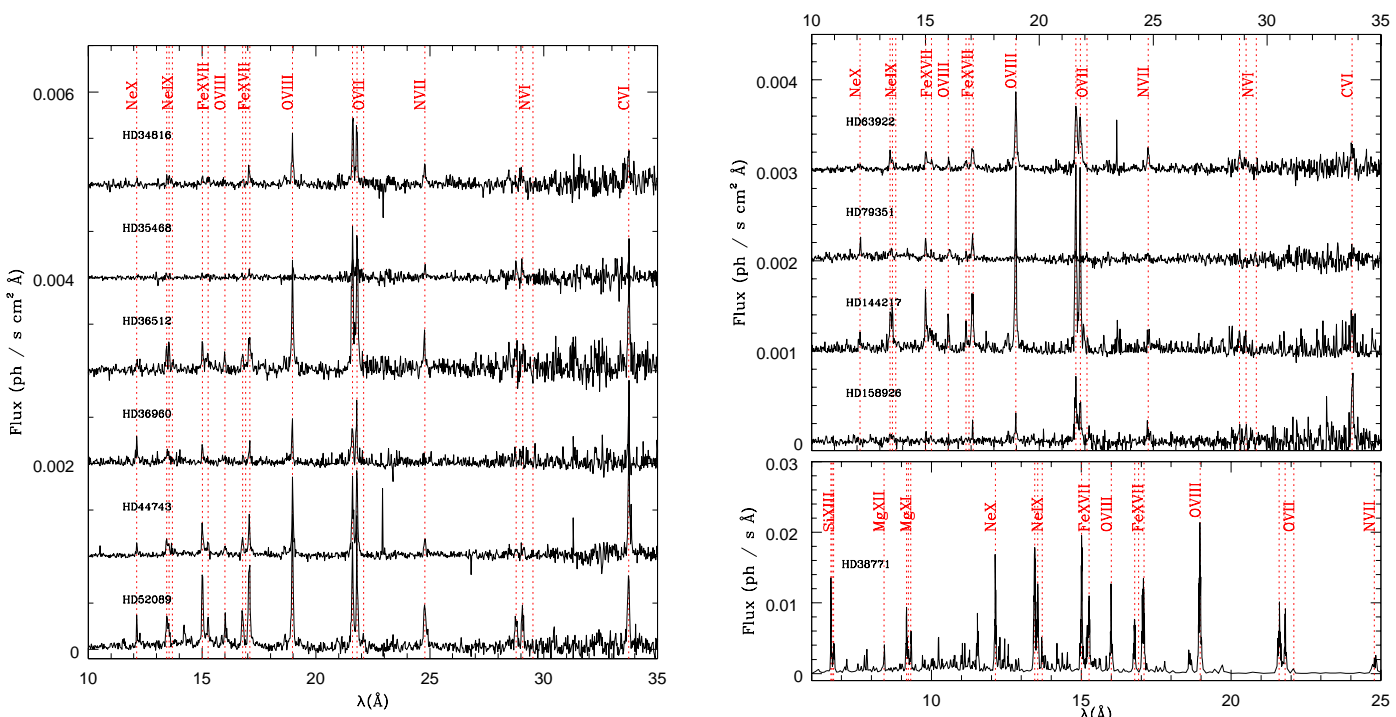 NeX NeIX FeXVII OVIII FeXVII OVIII OVII NVII NVI CVI
0.006
HD34816
HD35468
0.004
HD36512
HD36960
0.002
HD44743
HD52089
0
Flux (ph / s cm² Å)
10 15 20 25 30 35
λ(Å)
10 15 20 25 30 35
NeX NeIX FeXVII OVIII FeXVII OVIII OVII NVII NVI CVI
0.004
HD63922
0.003
HD79351
0.002
HD144217
0.001
HD158926
0
Flux (ph / s cm² Å)
0.03
SiXIII MgXII MgXI NeX NeIX FeXVII OVIII FeXVII OVIII OVII NVII
HD38771
0.02
0.01
0
Flux (ph / s Å)
10 15 20 25
λ(Å)